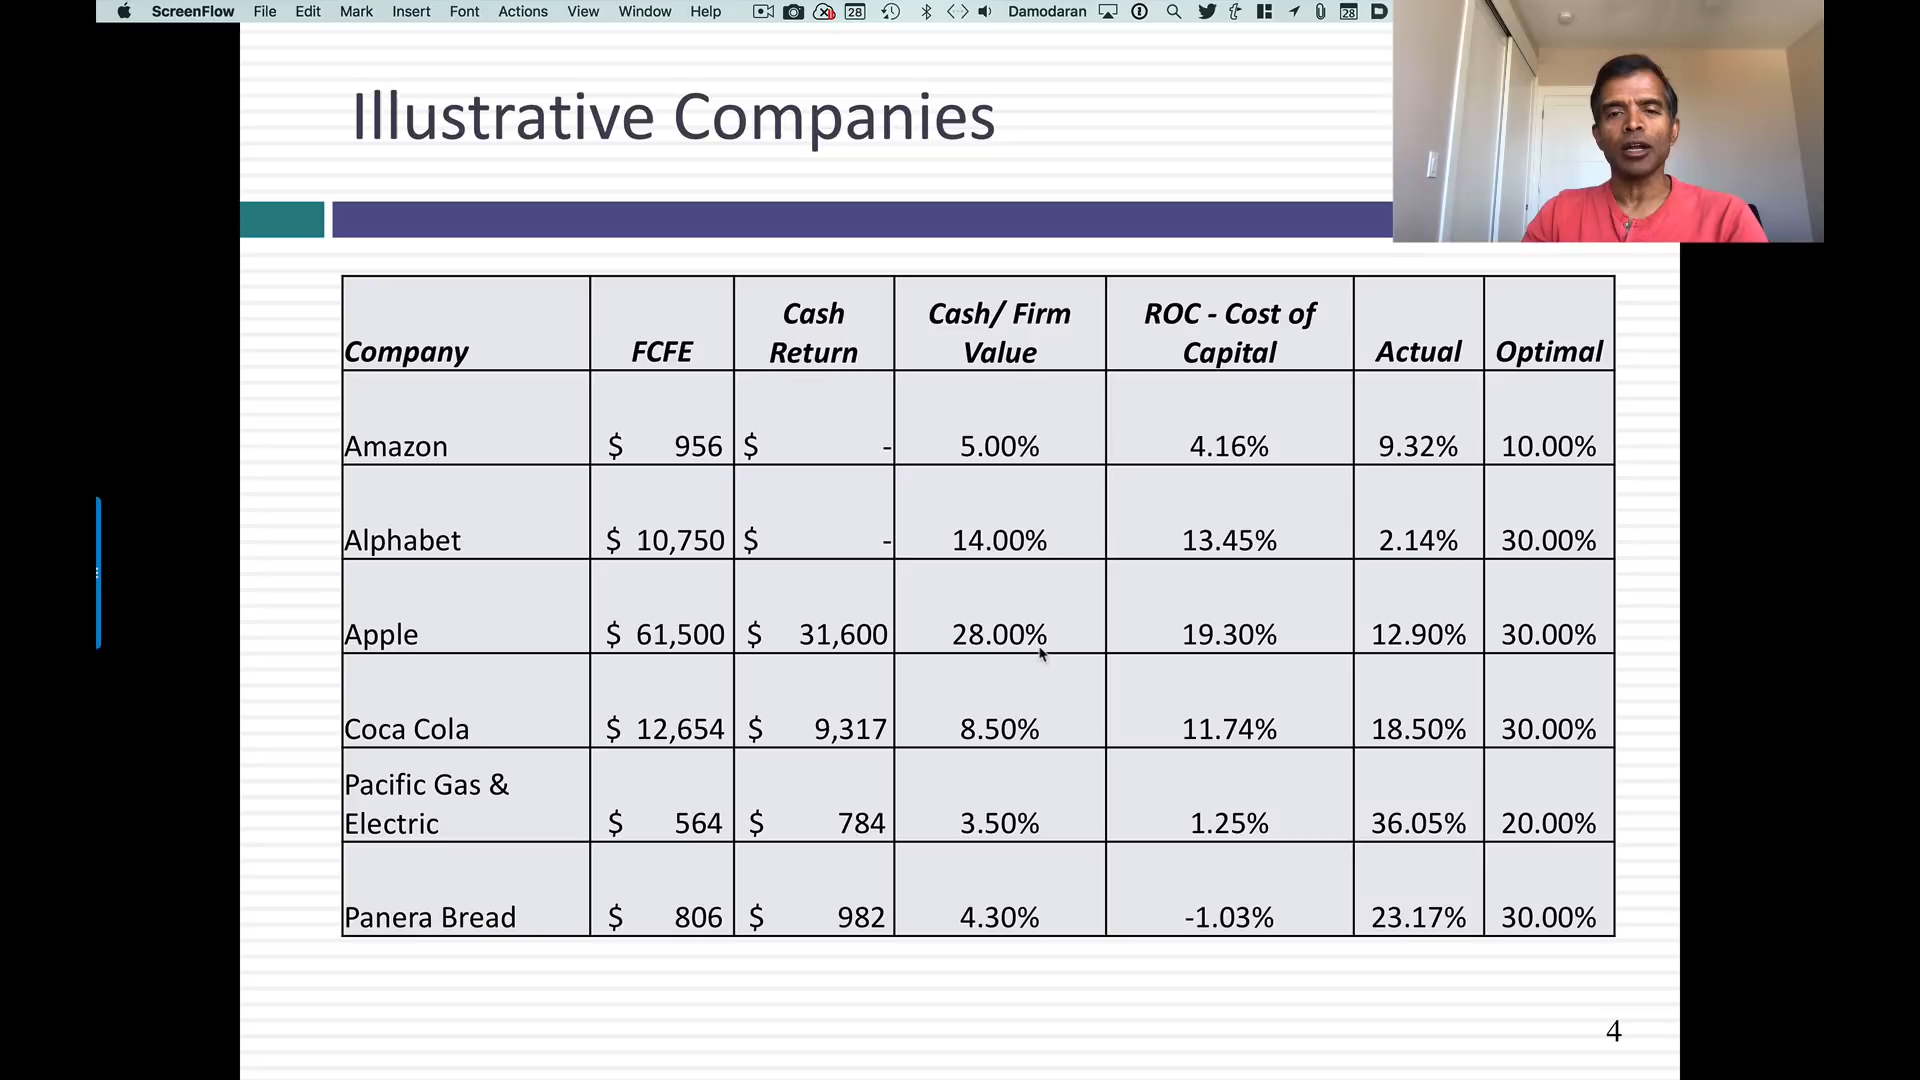 ScreenFlow File Edit Mark Insert Font Actions View Window Help 28 Damodaran 28
Illustrative Companies
Company FCFE Cash Return Cash/ Firm Value ROC - Cost of Capital Actual Optimal
Amazon $ 956 $ - 5.00% 4.16% 9.32% 10.00%
Alphabet $ 10,750 $ - 14.00% 13.45% 2.14% 30.00%
Apple $ 61,500 $ 31,600 28.00% 19.30% 12.90% 30.00%
Coca Cola $ 12,654 $ 9,317 8.50% 11.74% 18.50% 30.00%
Pacific Gas & Electric $ 564 $ 784 3.50% 1.25% 36.05% 20.00%
Panera Bread $ 806 $ 982 4.30% -1.03% 23.17% 30.00%
4